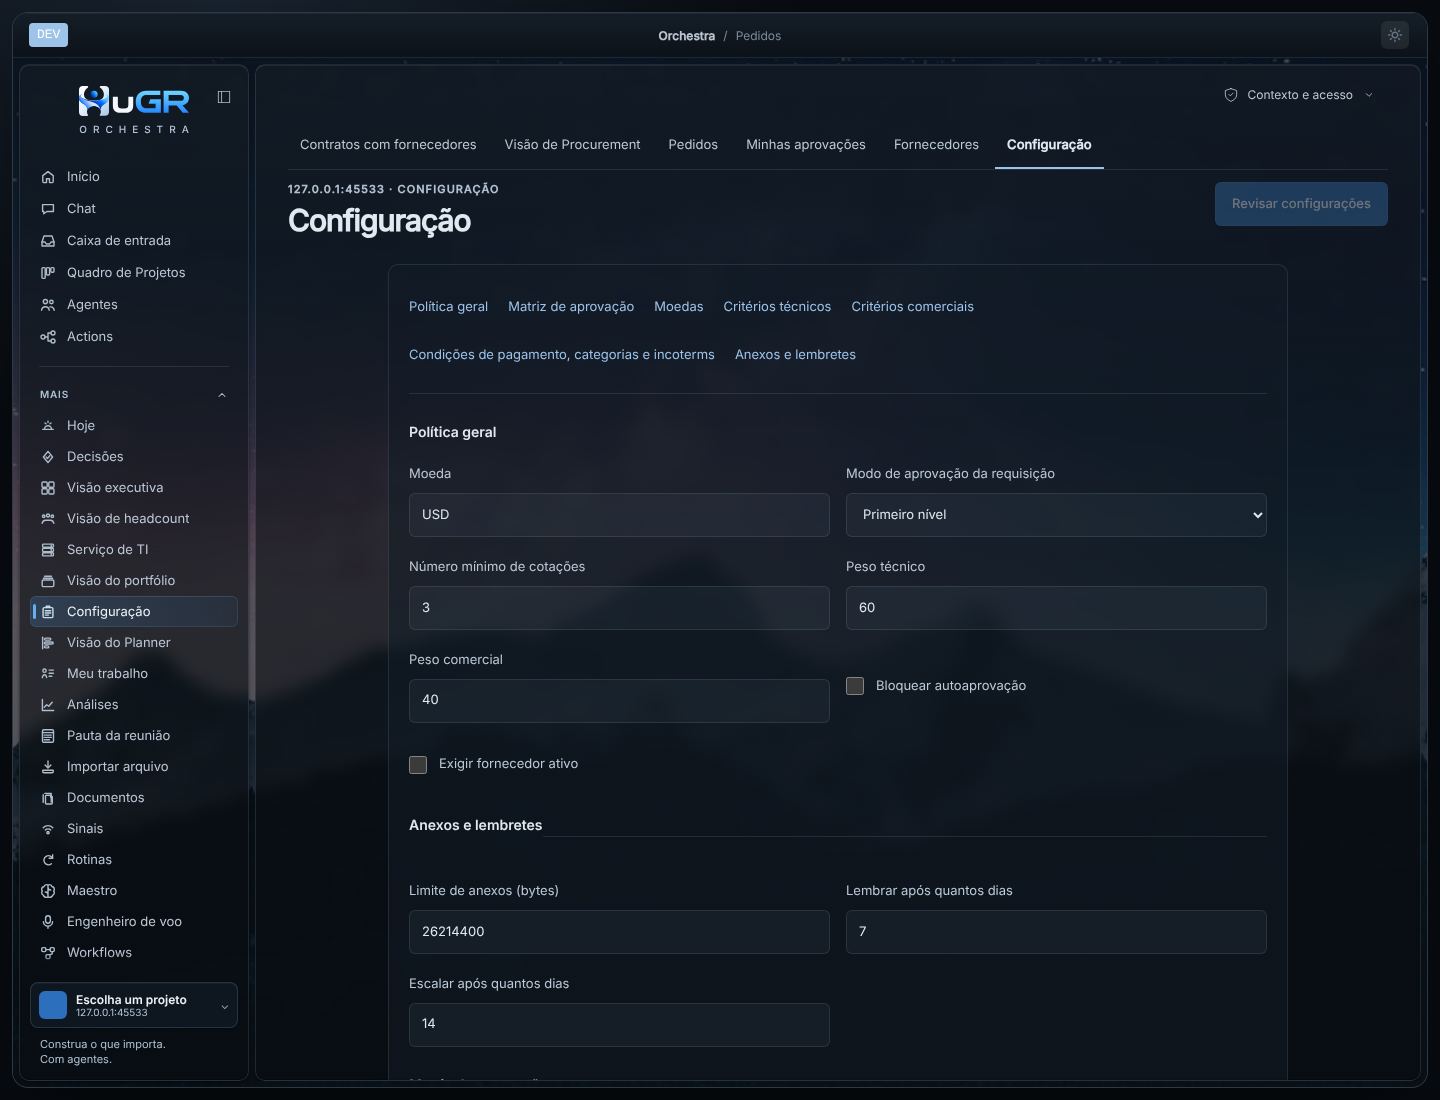 DEV
Orchestra / Pedidos
HuGR
ORCHESTRA
Contexto e acesso
Início
Chat
Caixa de entrada
Quadro de Projetos
Agentes
Actions
MAIS
Hoje
Decisões
Visão executiva
Visão de headcount
Serviço de TI
Visão do portfólio
Configuração
Visão do Planner
Meu trabalho
Análises
Pauta da reunião
Importar arquivo
Documentos
Sinais
Rotinas
Maestro
Engenheiro de voo
Workflows
Escolha um projeto
127.0.0.1:45533
Construa o que importa.
Com agentes.
Contratos com fornecedores Visão de Procurement Pedidos Minhas aprovações Fornecedores Configuração
127.0.0.1:45533 · CONFIGURAÇÃO
Configuração
Revisar configurações
Política geral Matriz de aprovação Moedas Critérios técnicos Critérios comerciais
Condições de pagamento, categorias e incoterms Anexos e lembretes
Política geral
Moeda Modo de aprovação da requisição
USD Primeiro nível
Número mínimo de cotações Peso técnico
3 60
Peso comercial
40 Bloquear autoaprovação
Exigir fornecedor ativo
Anexos e lembretes
Limite de anexos (bytes) Lembrar após quantos dias
26214400 7
Escalar após quantos dias
14